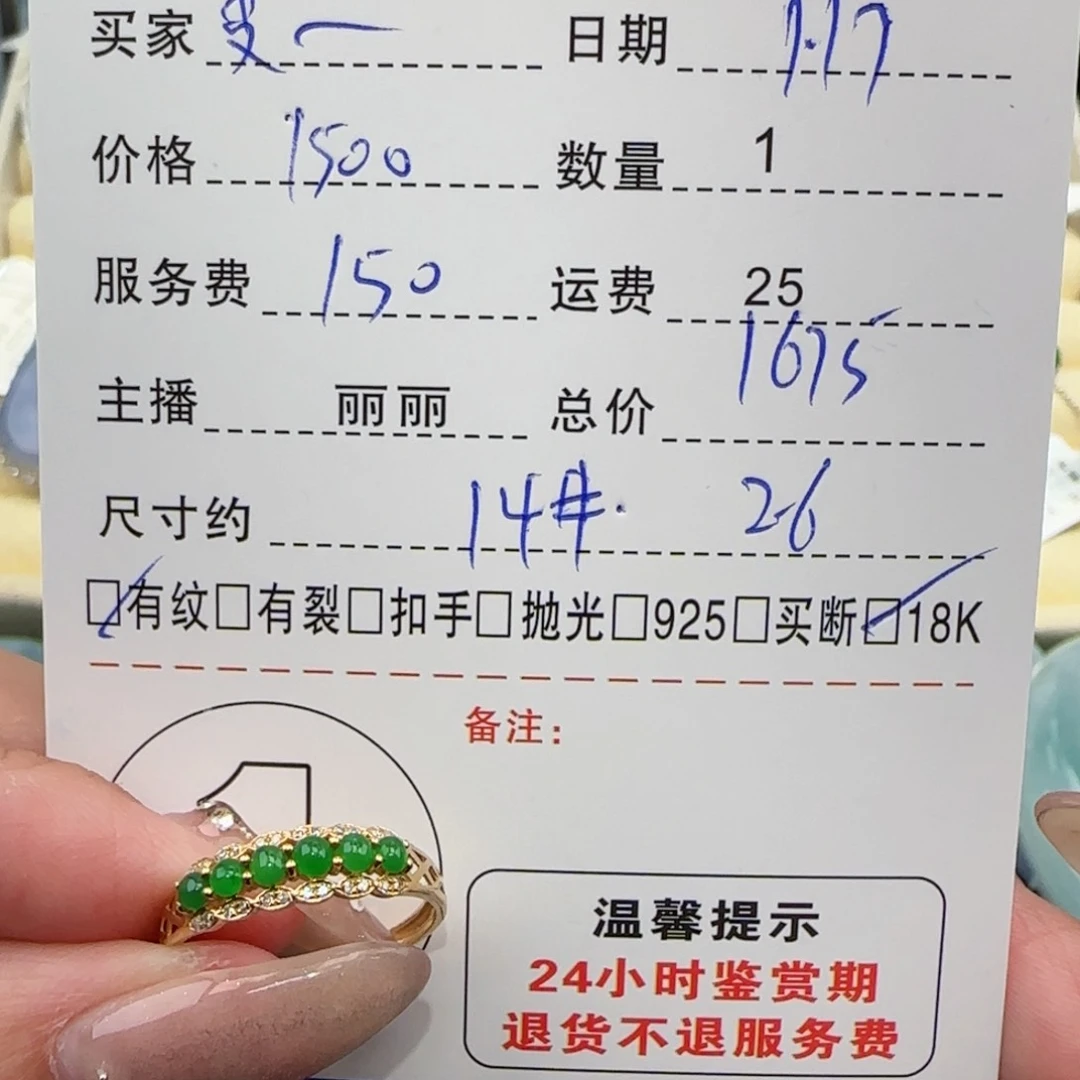 买家 一 日期 1.17
价格 1500 数量 1
服务费 150 运费 25
主播 丽丽 总价 1675
尺寸约 14# 2.6
□有纹□有裂□扣手□抛光□925□买断□18K
备注：
1
温馨提示
24小时鉴赏期
退货不退服务费